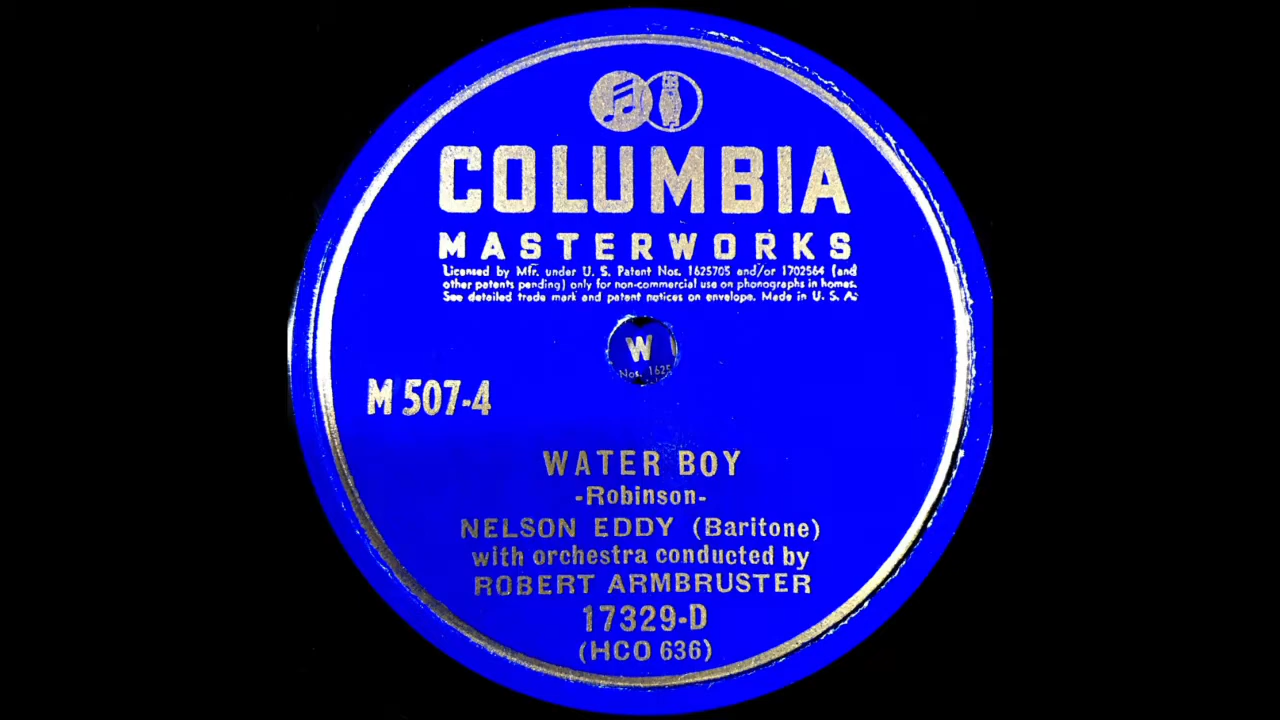 COLUMBIA
MASTERWORKS
Licensed by Mfr. under U. S. Patent Nos. 1625705 and/or 1702564 (and
other patents pending) only for non-commercial use on phonographs in homes.
See detailed trade mark and patent notices on envelope. Made in U. S. A.
W
Nos. 1625
M 507-4
WATER BOY
-Robinson-
NELSON EDDY (Baritone)
with orchestra conducted by
ROBERT ARMBRUSTER
17329-D
(HCO 636)